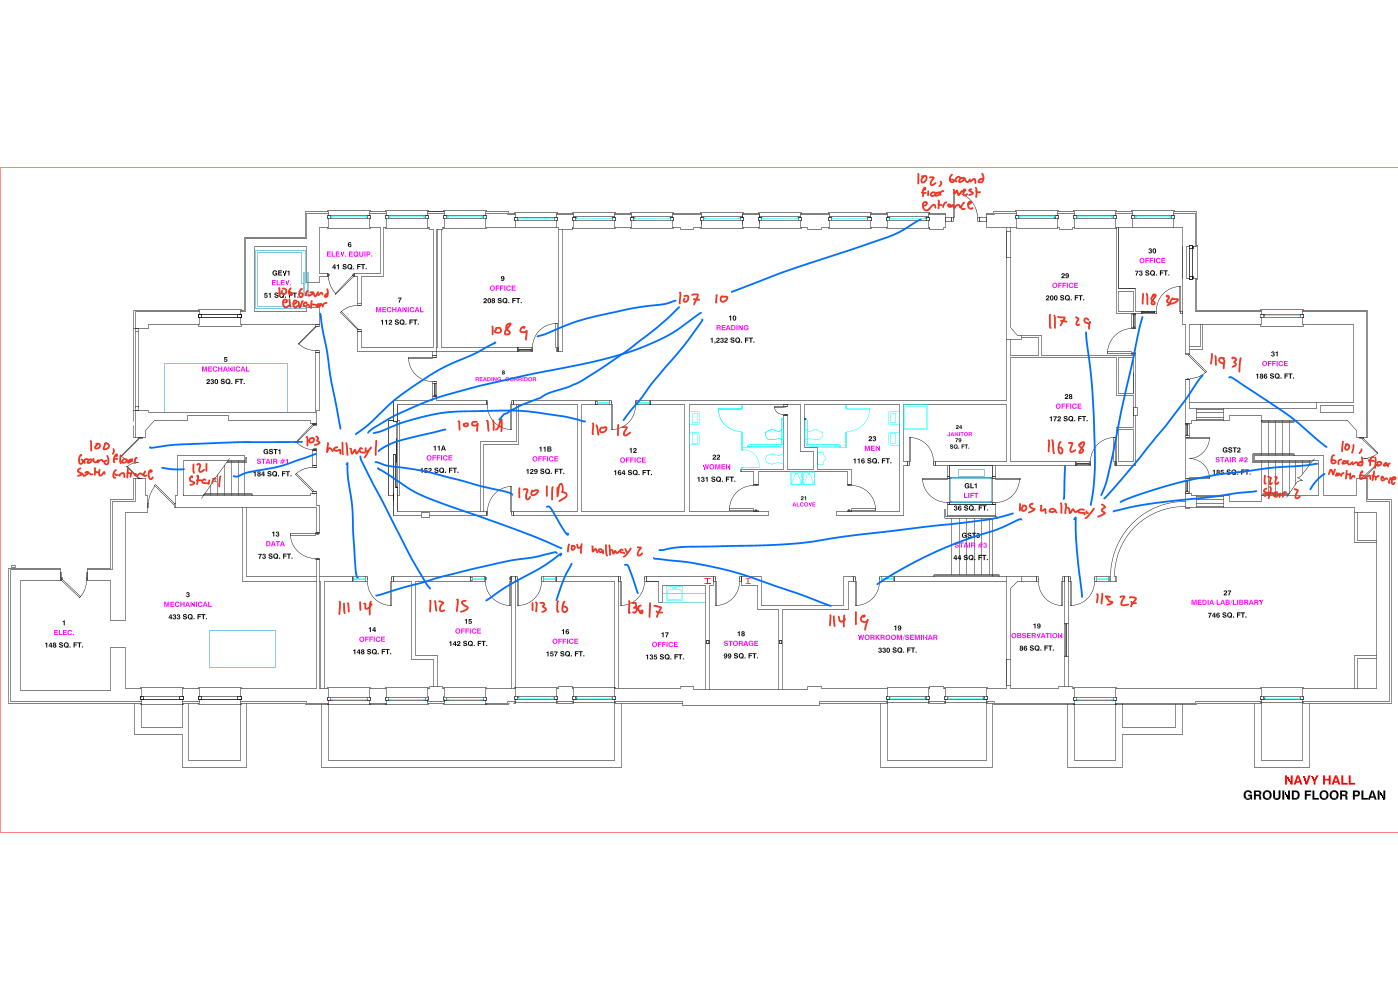 102, Ground
floor west
entrance
6
ELEV. EQUIP.
41 SQ. FT.
GEV1
ELEV.
51 SQ. FT.
106 Ground
Elevator
7
MECHANICAL
112 SQ. FT.
9
OFFICE
208 SQ. FT.
108 9
107 10
10
READING
1,232 SQ. FT.
8
READING CORRIDOR
29
OFFICE
200 SQ. FT.
117 29
30
OFFICE
73 SQ. FT.
118 30
5
MECHANICAL
230 SQ. FT.
119 31
31
OFFICE
186 SQ. FT.
28
OFFICE
172 SQ. FT.
116 28
100,
Ground floor
South entrance
103 hallway 1
GST1
STAIR #1
184 SQ. FT.
121
Stair 1
109 11A
11A
OFFICE
152 SQ. FT.
11B
OFFICE
129 SQ. FT.
120 11B
110 12
12
OFFICE
164 SQ. FT.
22
WOMEN
131 SQ. FT.
23
MEN
116 SQ. FT.
24
JANITOR
79
SQ. FT.
21
ALCOVE
GL1
LIFT
36 SQ. FT.
GST3
STAIR #3
44 SQ. FT.
105 hallway 3
GST2
STAIR #2
185 SQ. FT.
122
Stair 2
101,
Ground floor
North entrance
13
DATA
73 SQ. FT.
104 hallway 2
3
MECHANICAL
433 SQ. FT.
1
ELEC.
148 SQ. FT.
111 14
14
OFFICE
148 SQ. FT.
112 15
15
OFFICE
142 SQ. FT.
113 16
16
OFFICE
157 SQ. FT.
136 17
17
OFFICE
135 SQ. FT.
18
STORAGE
99 SQ. FT.
114 19
19
WORKROOM/SEMINAR
330 SQ. FT.
19
OBSERVATION
86 SQ. FT.
115 27
27
MEDIA LAB/LIBRARY
746 SQ. FT.
NAVY HALL
GROUND FLOOR PLAN